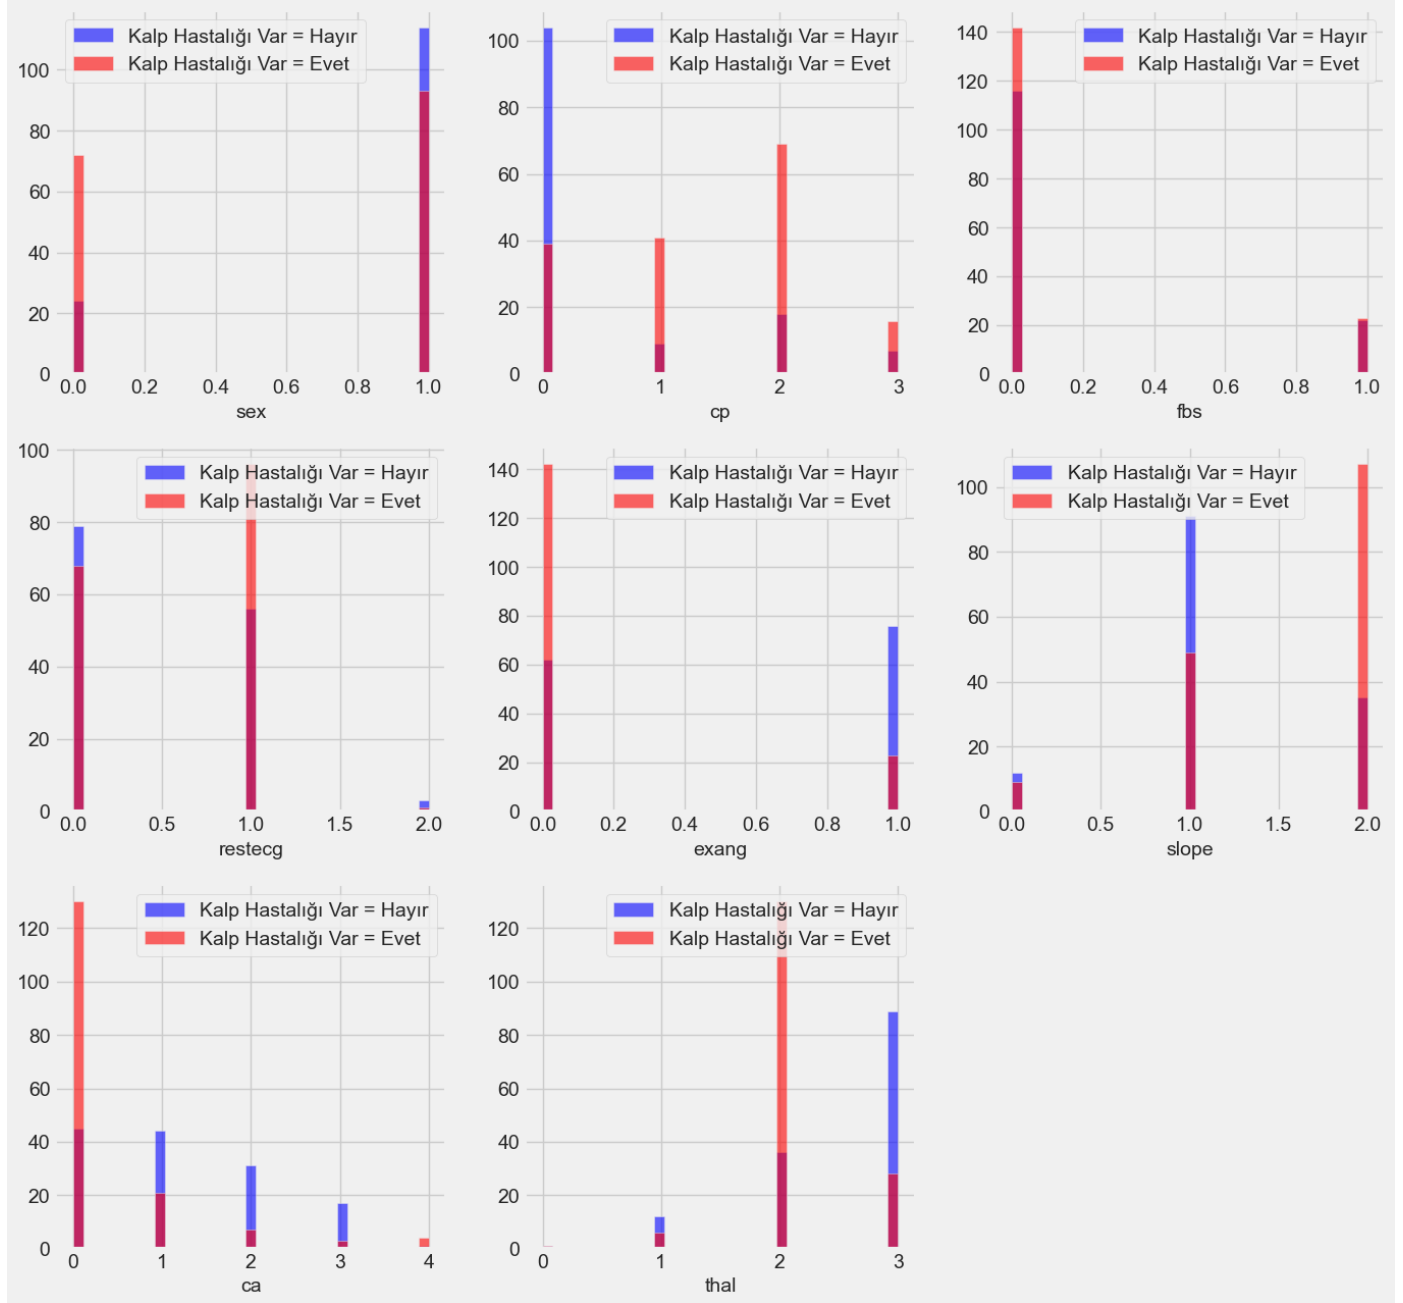 Kalp Hastalığı Var = Hayır
Kalp Hastalığı Var = Evet
100
80
60
40
20
0
0.0 0.2 0.4 0.6 0.8 1.0
sex
Kalp Hastalığı Var = Hayır
Kalp Hastalığı Var = Evet
100
80
60
40
20
0
0 1 2 3
cp
Kalp Hastalığı Var = Hayır
Kalp Hastalığı Var = Evet
140
120
100
80
60
40
20
0
0.0 0.2 0.4 0.6 0.8 1.0
fbs
Kalp Hastalığı Var = Hayır
Kalp Hastalığı Var = Evet
100
80
60
40
20
0
0.0 0.5 1.0 1.5 2.0
restecg
Kalp Hastalığı Var = Hayır
Kalp Hastalığı Var = Evet
140
120
100
80
60
40
20
0
0.0 0.2 0.4 0.6 0.8 1.0
exang
Kalp Hastalığı Var = Hayır
Kalp Hastalığı Var = Evet
100
80
60
40
20
0
0.0 0.5 1.0 1.5 2.0
slope
Kalp Hastalığı Var = Hayır
Kalp Hastalığı Var = Evet
120
100
80
60
40
20
0
0 1 2 3 4
ca
Kalp Hastalığı Var = Hayır
Kalp Hastalığı Var = Evet
120
100
80
60
40
20
0
0 1 2 3
thal